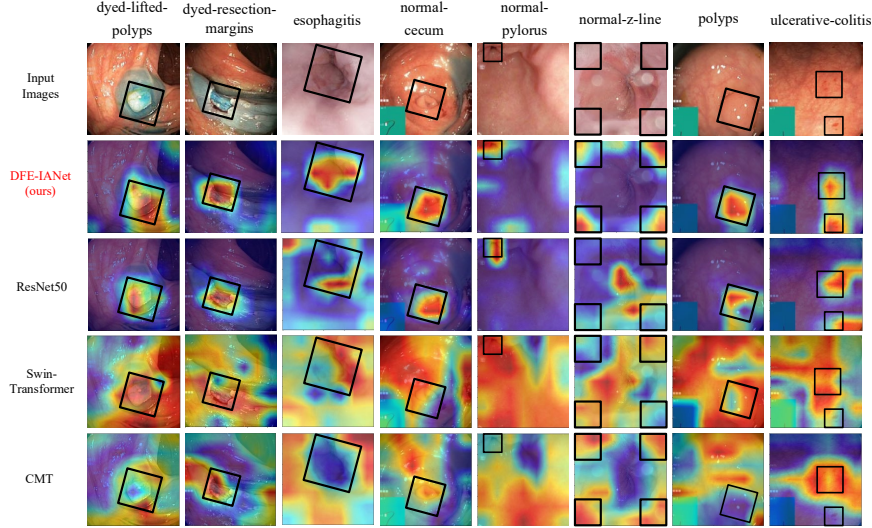 dyed-lifted-
polyps
dyed-resection-
margins
esophagitis
normal-
cecum
normal-
pylorus
normal-z-line
polyps
ulcerative-colitis
Input
Images
DFE-IANet
(ours)
ResNet50
Swin-
Transformer
CMT